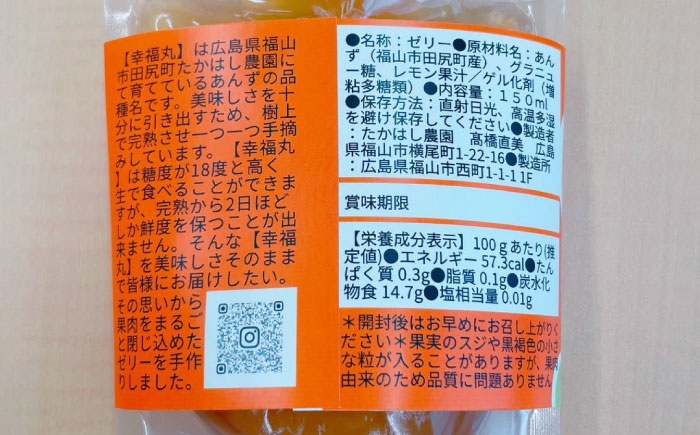 【幸福丸】は広島県福山
市田尻町たかはし農園に
て育てているあんずの品
種名です。美味しさを十
分に引き出すため、樹上
で完熟させ一つ一つ手摘
みしています。【幸福丸
】は糖度が18度と高く
生で食べることができま
すが、完熟から2日ほど
しか鮮度を保つことが出
来ません。そんな【幸福
丸】を美味しさそのまま
で皆様にお届けしたい。
その思いから
果肉をまるご
と閉じ込めた
ゼリーを手作
りしました。
●名称：ゼリー●原材料名：あん
ず（福山市田尻町産）、グラニュ
ー糖、レモン果汁／ゲル化剤（増
粘多糖類）●内容量：１５０ml
●保存方法：直射日光、高温多湿
を避け保存してください●製造者
：たかはし農園　髙橋直美　広島
県福山市横尾町1-22-16●製造所
：広島県福山市西町1-1-1 1F
賞味期限
【栄養成分表示】100ｇあたり(推
定値)●エネルギー 57.3cal●たん
ぱく質 0.3g●脂質 0.1g●炭水化
物食 14.7g●塩相当量 0.01g
＊開封後はお早めにお召し上がりく
ださい＊果実のスジや黒褐色の小さ
な粒が入ることがありますが、果肉
由来のため品質に問題ありません